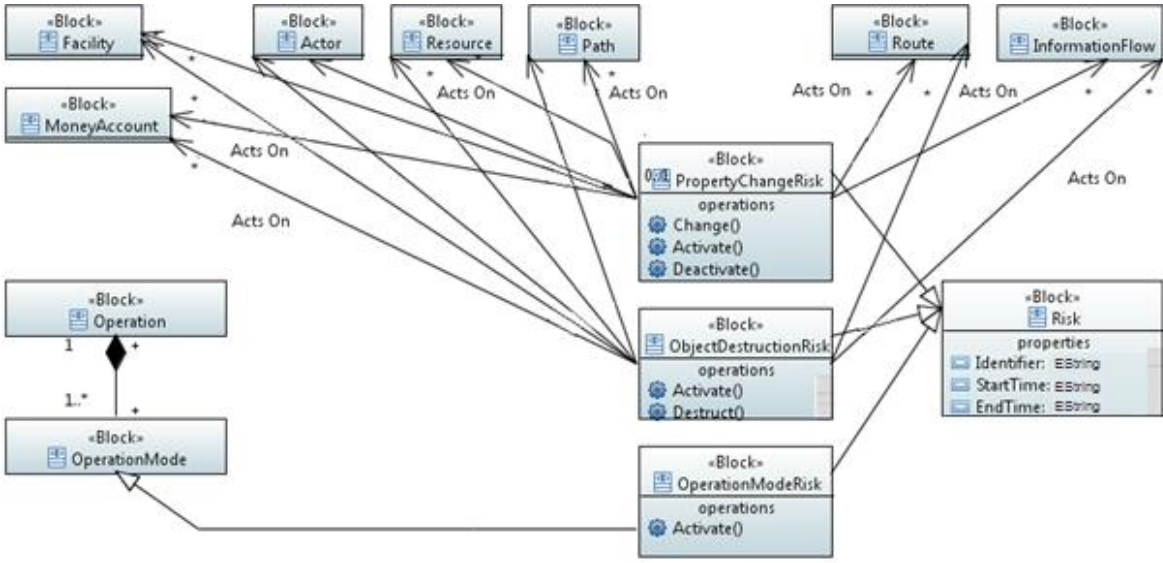 «Block»
Facility
«Block»
Actor
«Block»
Resource
«Block»
Path
«Block»
Route
«Block»
InformationFlow
«Block»
MoneyAccount
* * * * * * *
Acts On
Acts On
Acts On
Acts On
* * * *
Acts On
Acts On
Acts On
*
«Block»
PropertyChangeRisk
operations
Change()
Activate()
Deactivate()
«Block»
Operation
1
+
1..*
+
«Block»
OperationMode
«Block»
ObjectDestructionRisk
operations
Activate()
Destruct()
«Block»
Risk
properties
Identifier: EString
StartTime: EString
EndTime: EString
«Block»
OperationModeRisk
operations
Activate()